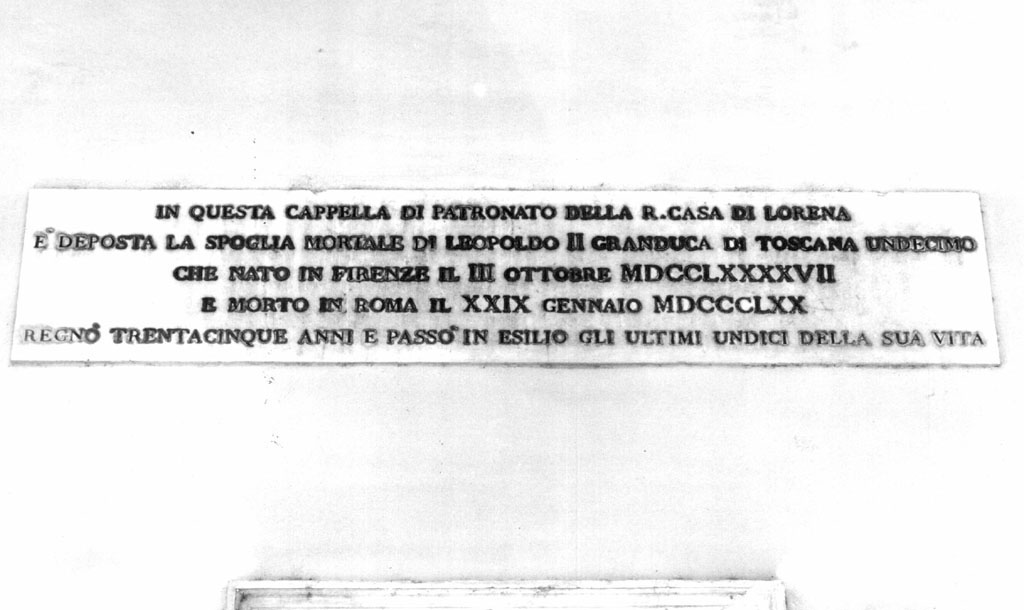 IN QUESTA CAPPELLA DI PATRONATO DELLA R. CASA DI LORENA
E` DEPOSTA LA SPOGLIA MORTALE DI LEOPOLDO II GRANDUCA DI TOSCANA UNDECIMO
CHE NATO IN FIRENZE IL III OTTOBRE MDCCLXXXXVII
E MORTO IN ROMA IL XXIX GENNAIO MDCCCLXX
REGNÒ TRENTACINQUE ANNI E PASSÒ IN ESILIO GLI ULTIMI UNDICI DELLA SUA VITA